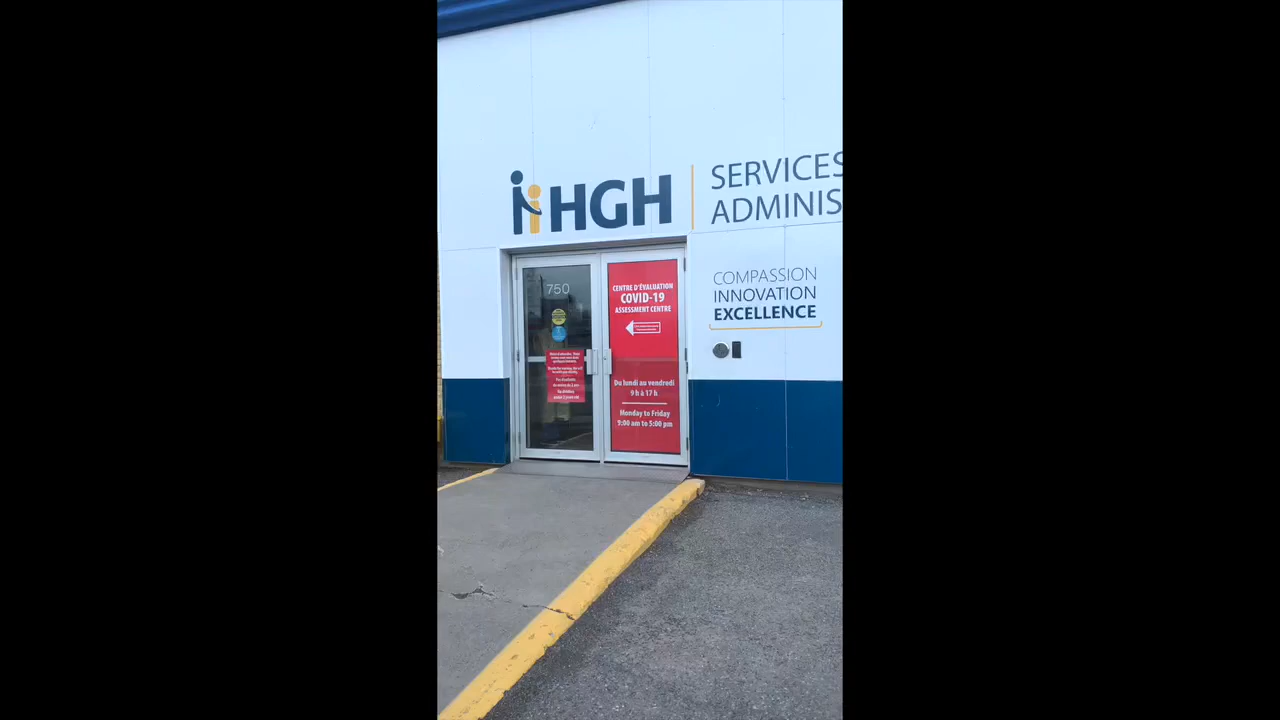 HGH
SERVICES
ADMINIS
COMPASSION
INNOVATION
EXCELLENCE
750
CENTRE D'ÉVALUATION
COVID-19
ASSESSMENT CENTRE
Du lundi au vendredi
9 h à 17 h
Monday to Friday
9:00 am to 5:00 pm